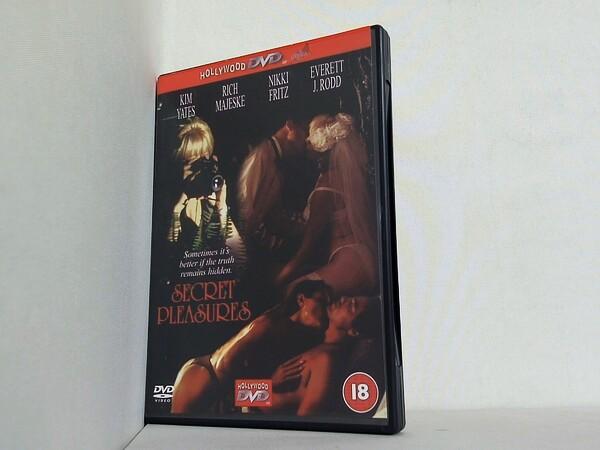 HOLLYWOOD DVD
KIM
YATES
RICH
MAJESKE
NIKKI
FRITZ
EVERETT
J. RODD
Sometimes it's
better if the truth
remains hidden.
SECRET
PLEASURES
DVD
VIDEO
HOLLYWOOD
DVD
18